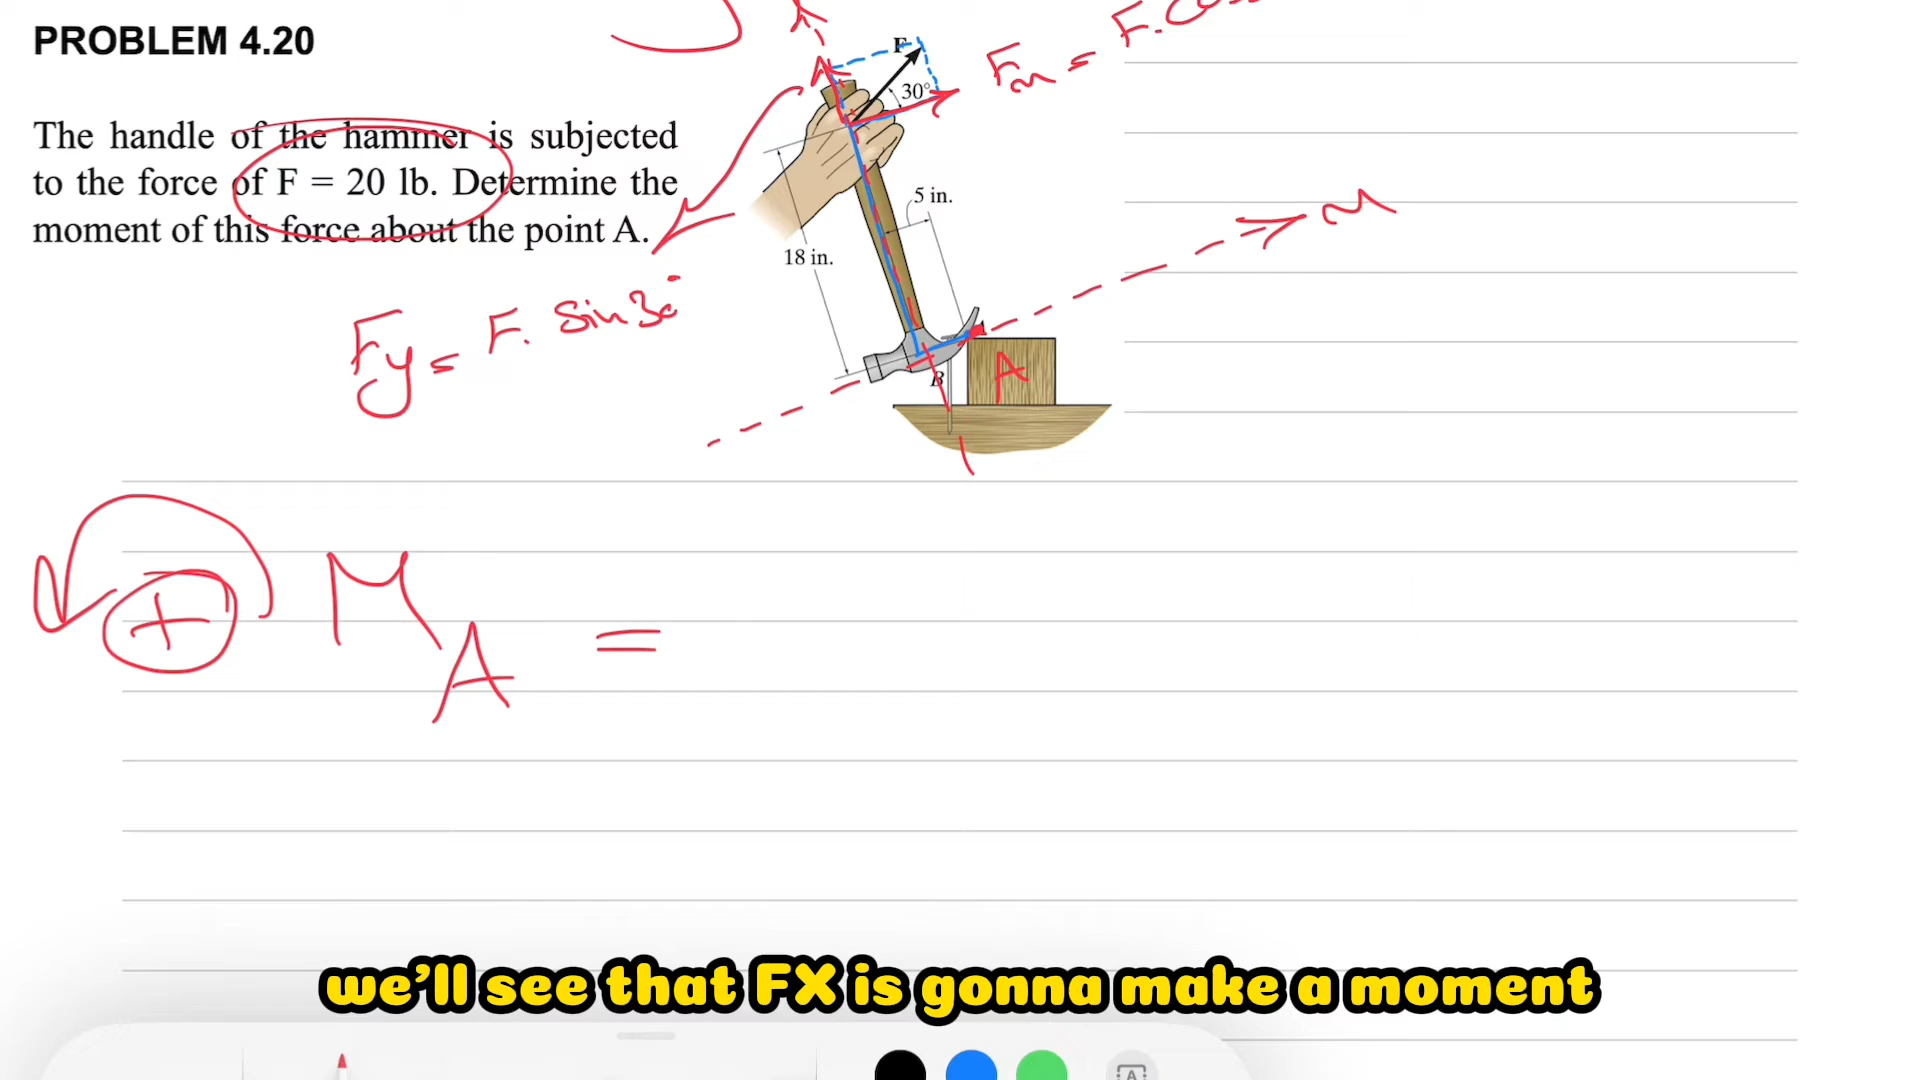 PROBLEM 4.20
The handle of the hammer is subjected
to the force of F = 20 lb. Determine the
moment of this force about the point A.
F
30°
5 in.
18 in.
B
A
Fy = F. Sin 30°
+ M A =
we'll see that FX is gonna make a moment
A